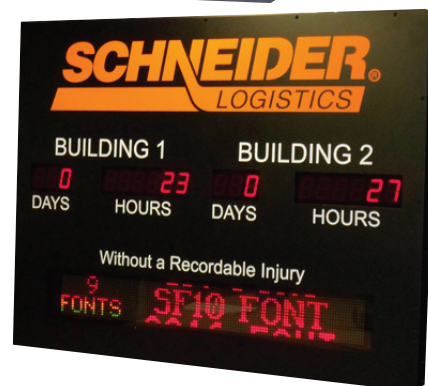 SCHNEIDER®
LOGISTICS
BUILDING 1 BUILDING 2
0 23 0 27
DAYS HOURS DAYS HOURS
Without a Recordable Injury
9 SF10 FONT
FONTS